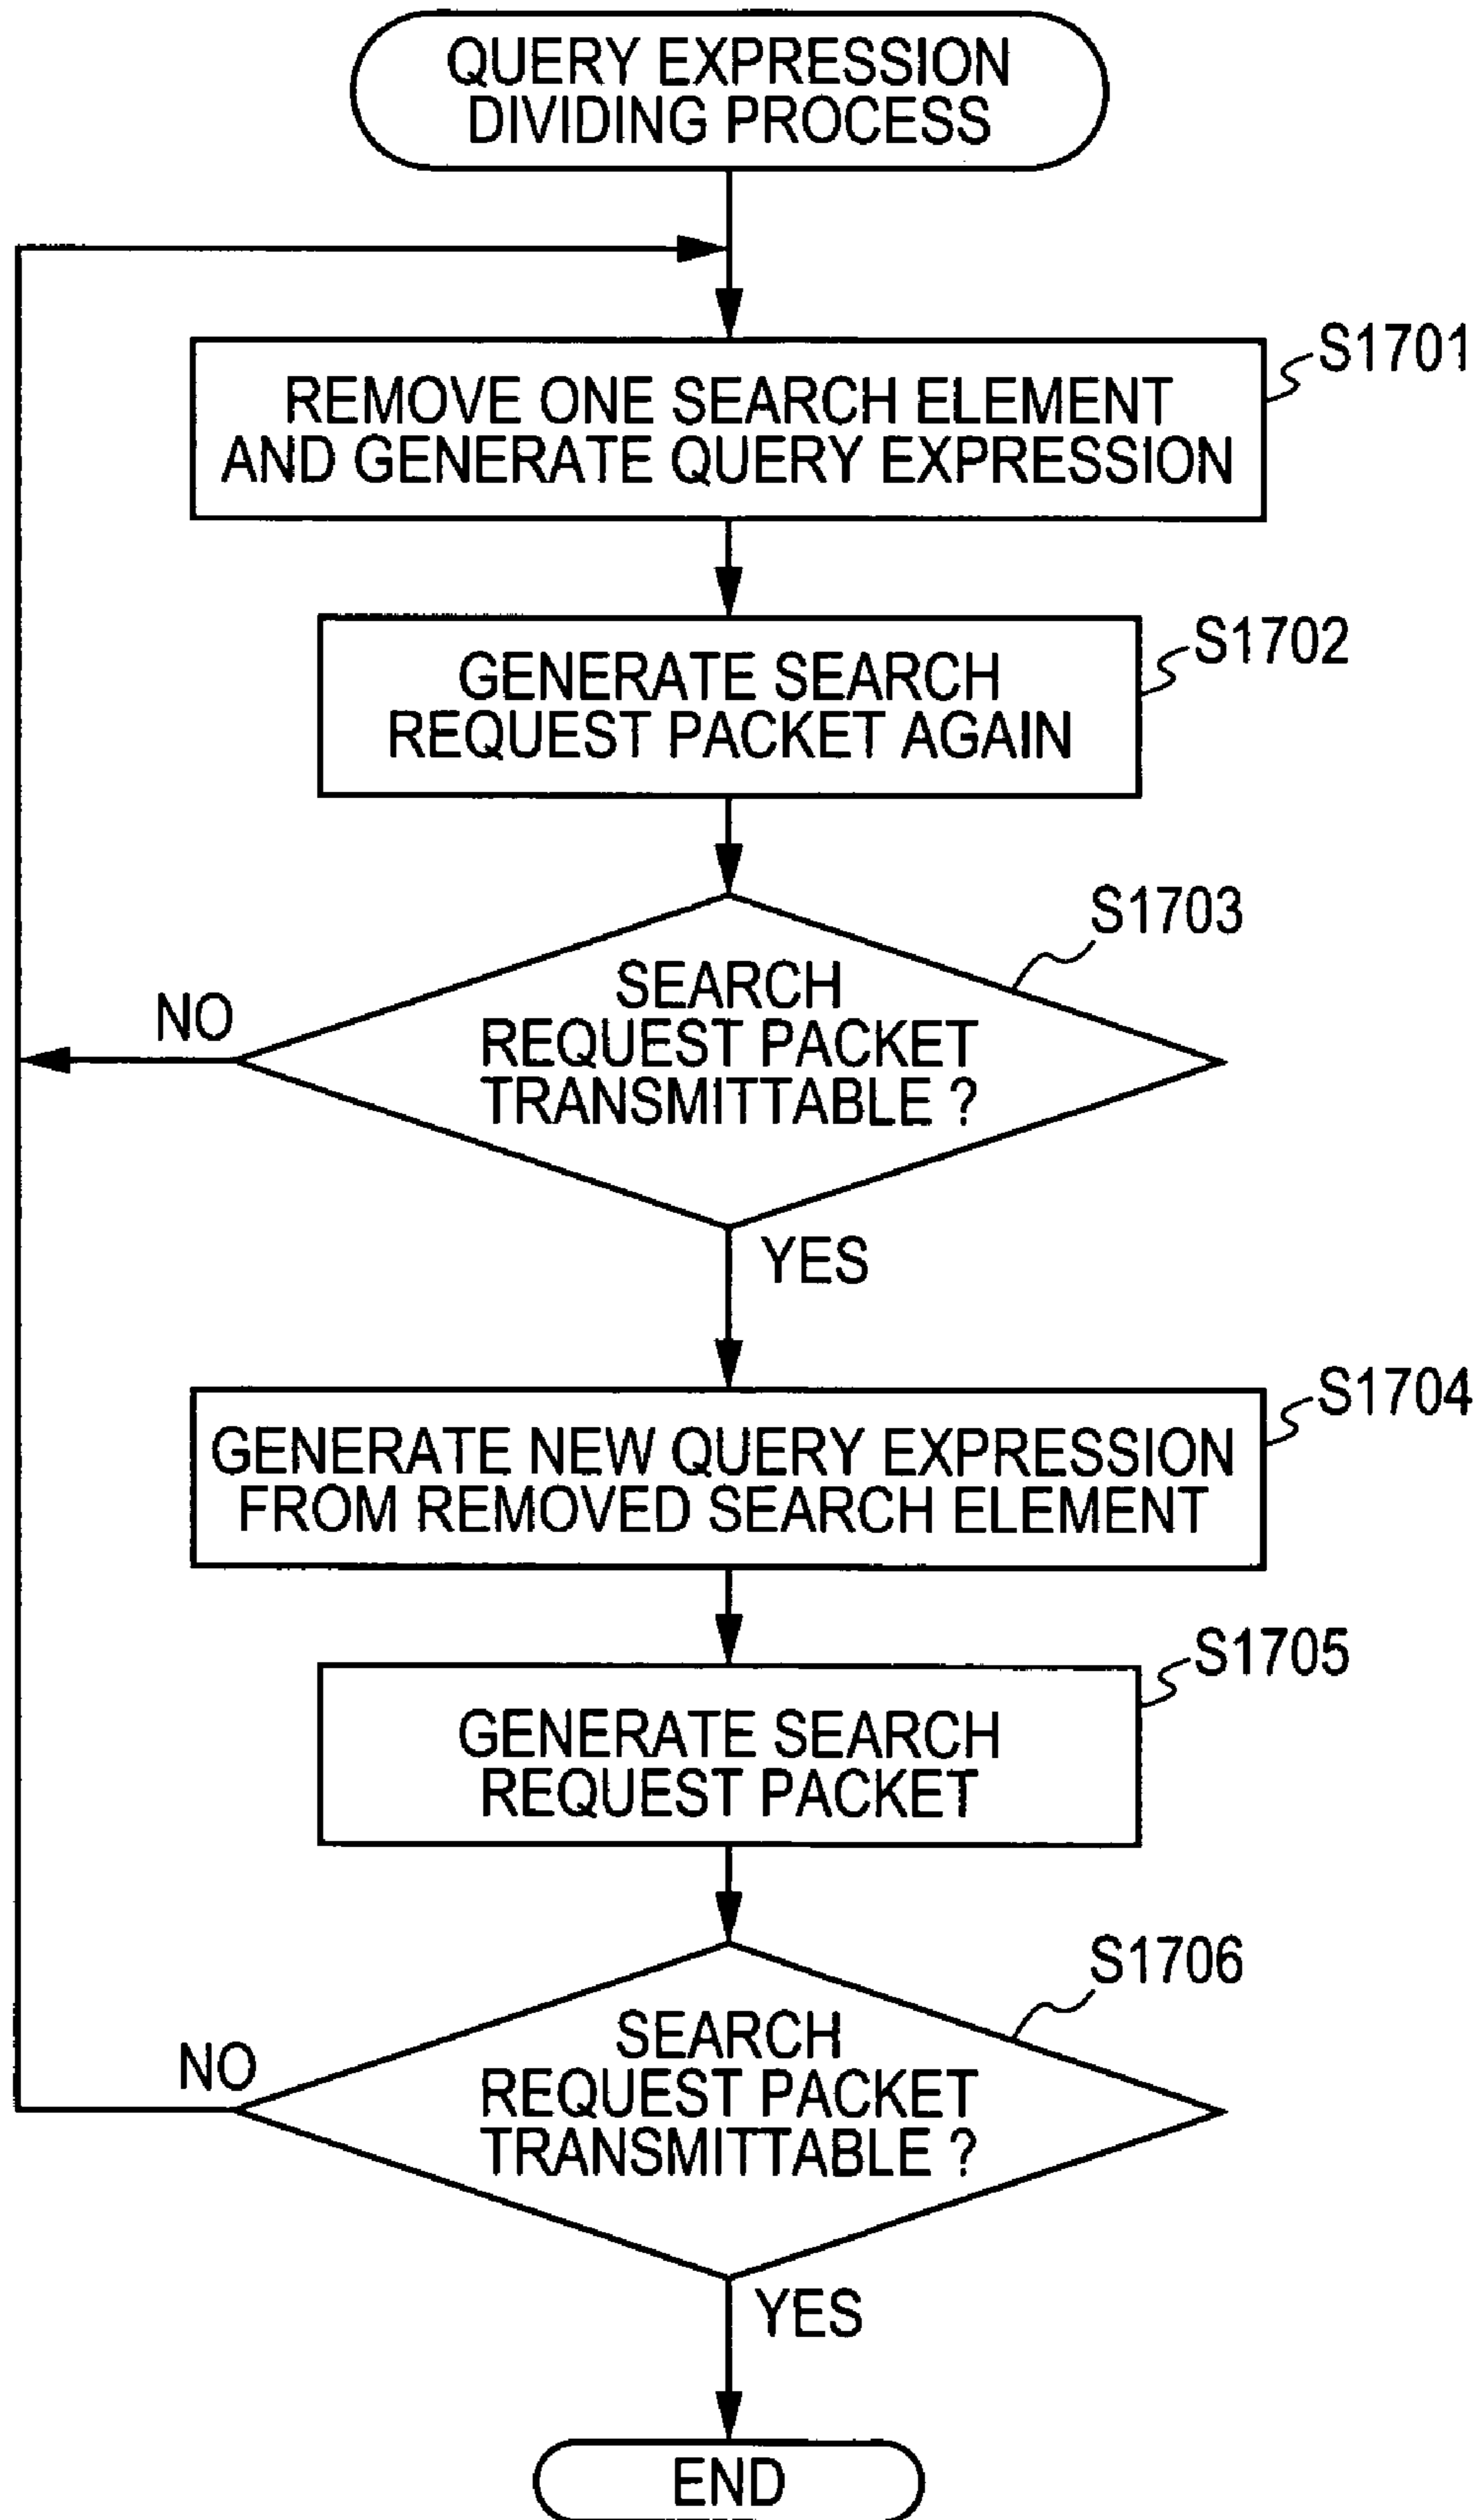 QUERY EXPRESSION
DIVIDING PROCESS
S1701
REMOVE ONE SEARCH ELEMENT
AND GENERATE QUERY EXPRESSION
S1702
GENERATE SEARCH
REQUEST PACKET AGAIN
S1703
SEARCH
REQUEST PACKET
TRANSMITTABLE ?
NO
YES
S1704
GENERATE NEW QUERY EXPRESSION
FROM REMOVED SEARCH ELEMENT
S1705
GENERATE SEARCH
REQUEST PACKET
S1706
SEARCH
REQUEST PACKET
TRANSMITTABLE ?
NO
YES
END